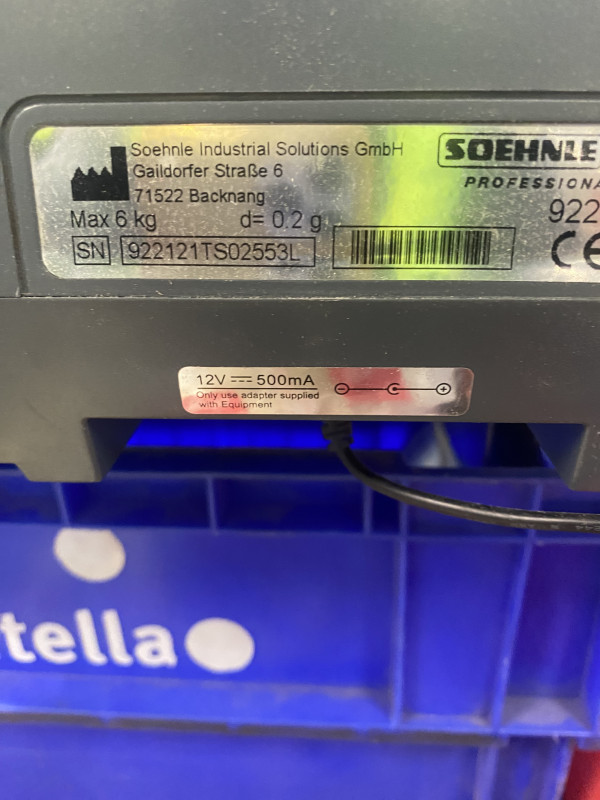 Soehnle Industrial Solutions GmbH
Gaildorfer Straße 6
71522 Backnang
Max 6 kg d= 0.2 g
SN 922121TS02553L
SOEHNLE
PROFESSIONA
922
CE
12V 500mA
Only use adapter supplied
with Equipment
tella